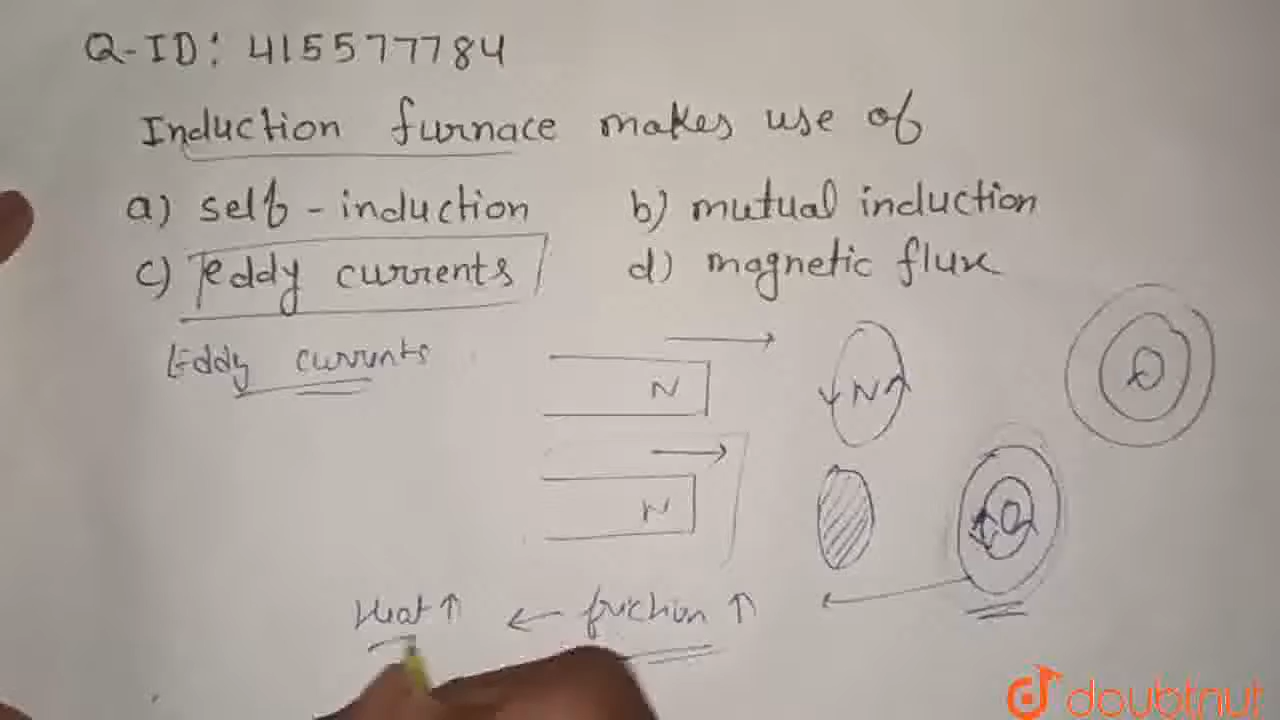 Q-ID: 415577784
Induction furnace makes use of
a) self-induction b) mutual induction
c) eddy currents d) magnetic flux
Eddy currents
N N
N
Heat ↑ ← friction ↑
doubtnut